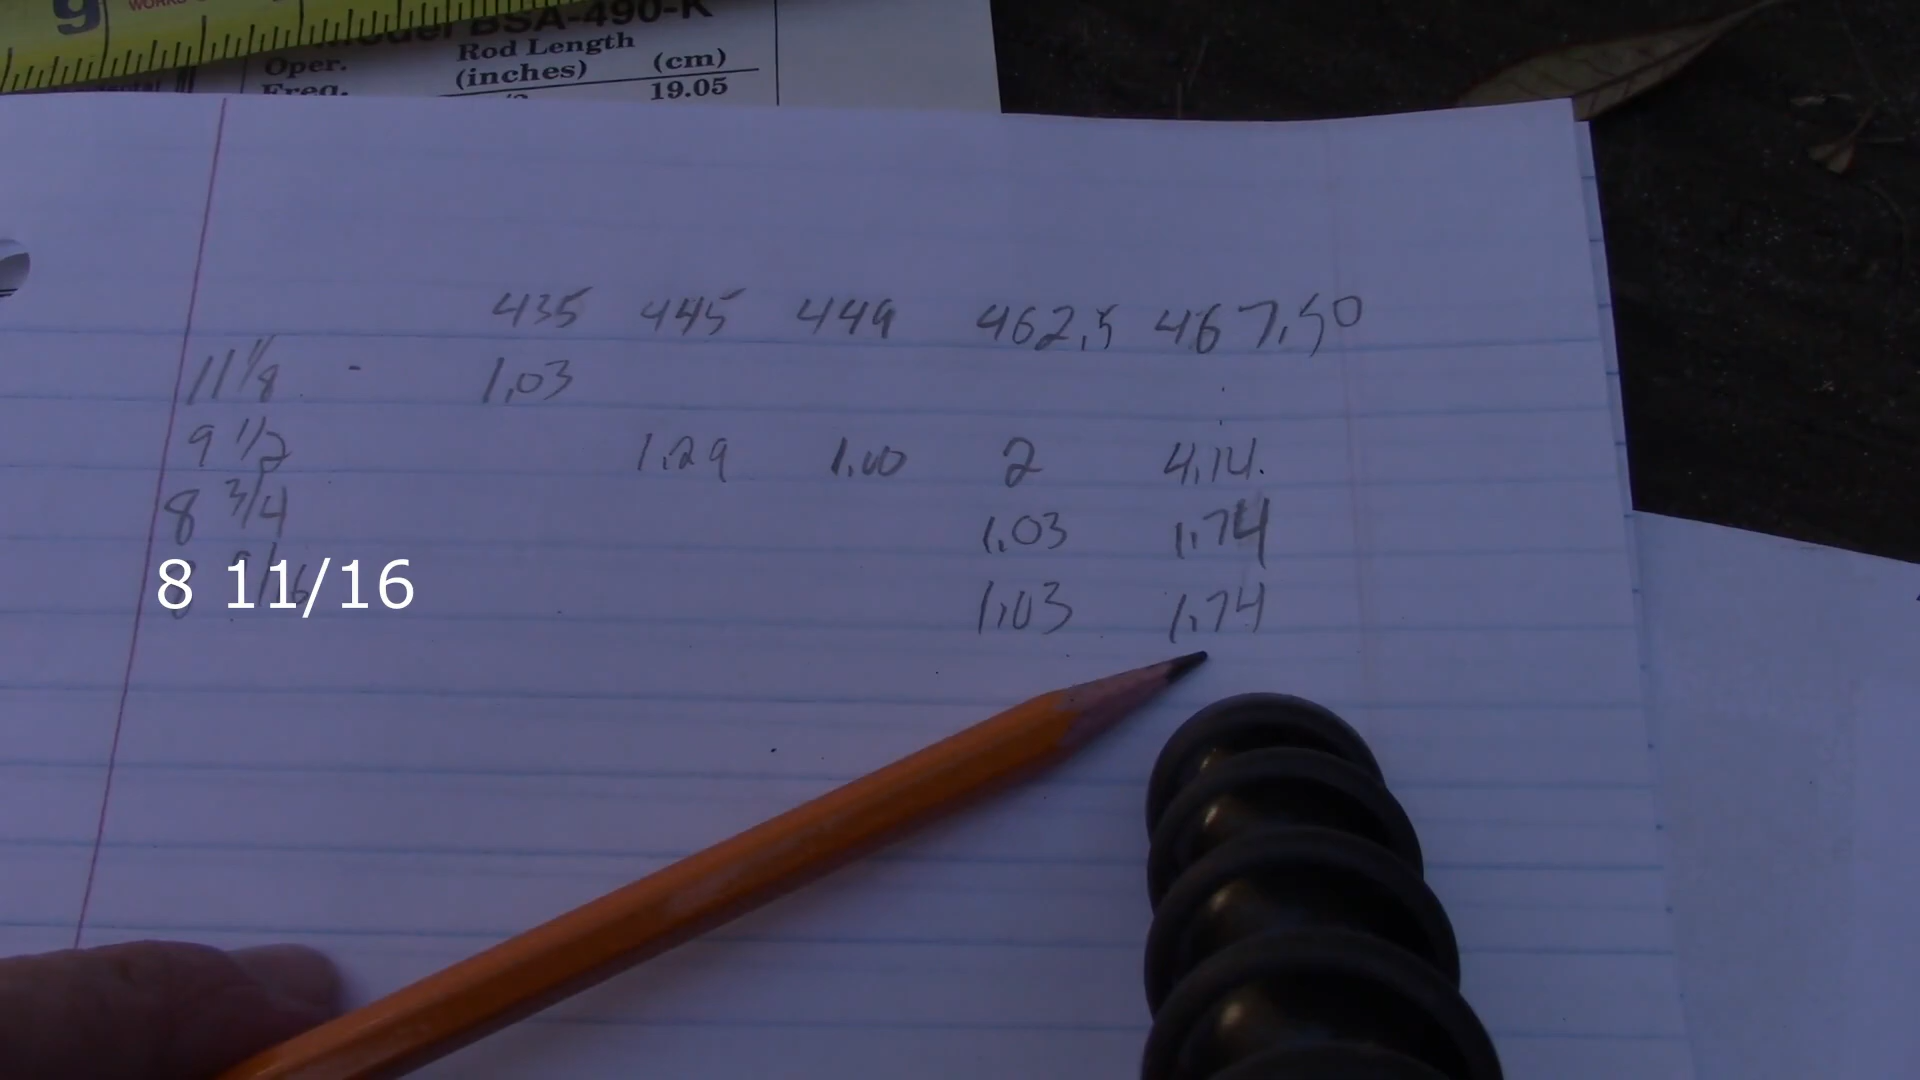 9
WORKS
Model BSA-490-K
Oper. Rod Length
Freq. (inches) (cm)
19.05
435 445 449 462.5 467.50
11 1/8 - 1.03
9 1/2 1.29 1.00 2 4.14.
8 3/4 1.03 1.74
8 11/16 1.03 1.74